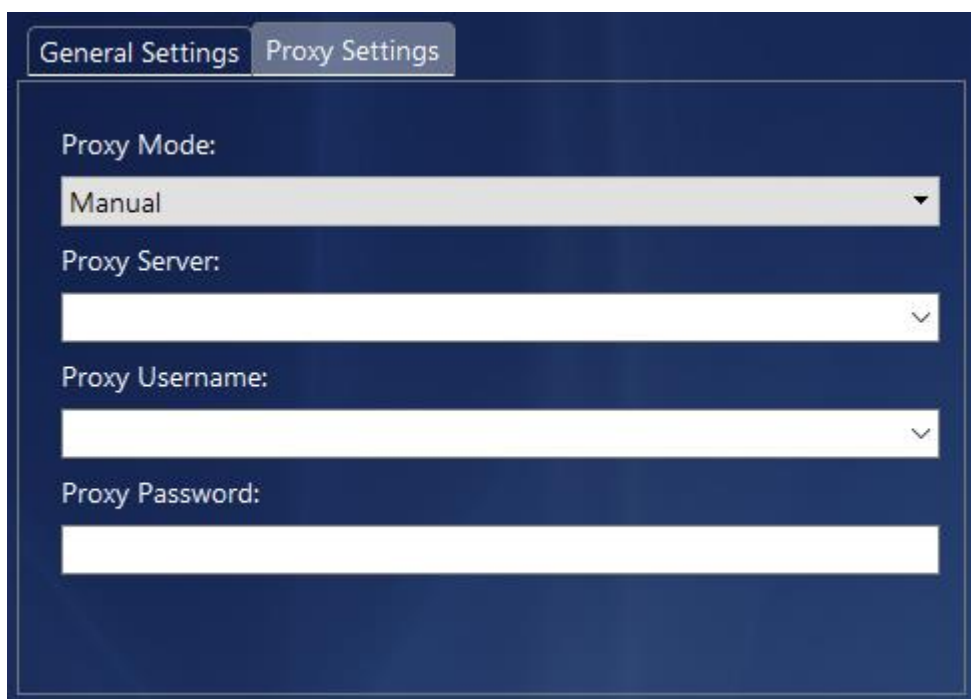 General Settings Proxy Settings
Proxy Mode:
Manual
Proxy Server:
Proxy Username:
Proxy Password: